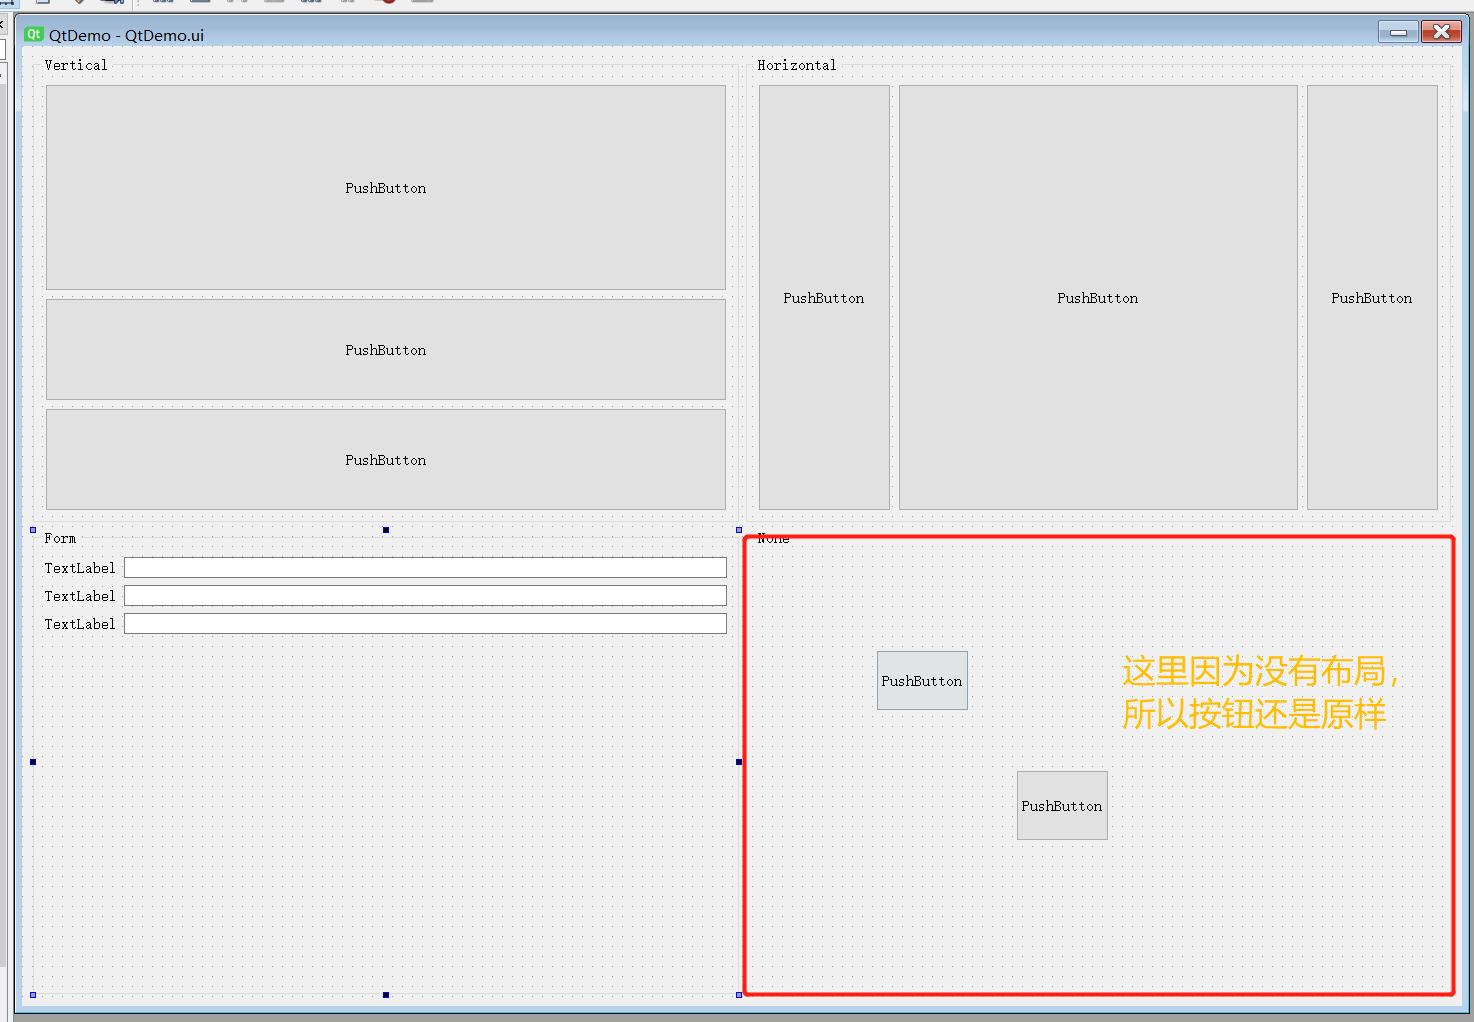 Qt QtDemo - QtDemo.ui
Vertical
PushButton
PushButton
PushButton
Horizontal
PushButton
PushButton
PushButton
Form
TextLabel
TextLabel
TextLabel
None
PushButton
PushButton
这里因为没有布局，
所以按钮还是原样